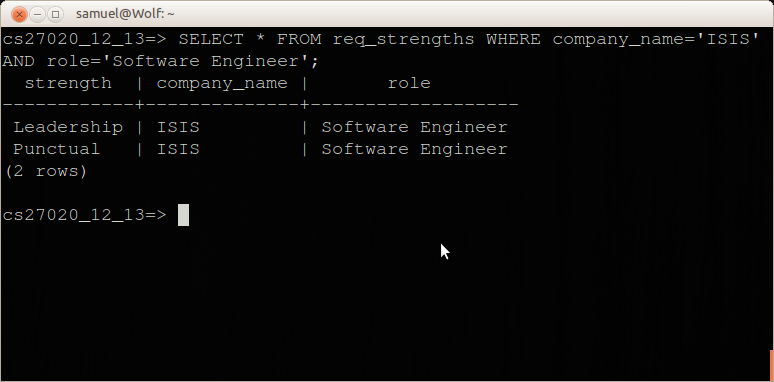 samuel@Wolf: ~
cs27020_12_13=> SELECT * FROM req_strengths WHERE company_name='ISIS'
AND role='Software Engineer';
  strength  | company_name |       role
------------+--------------+-------------------
 Leadership | ISIS         | Software Engineer
 Punctual   | ISIS         | Software Engineer
(2 rows)
cs27020_12_13=>